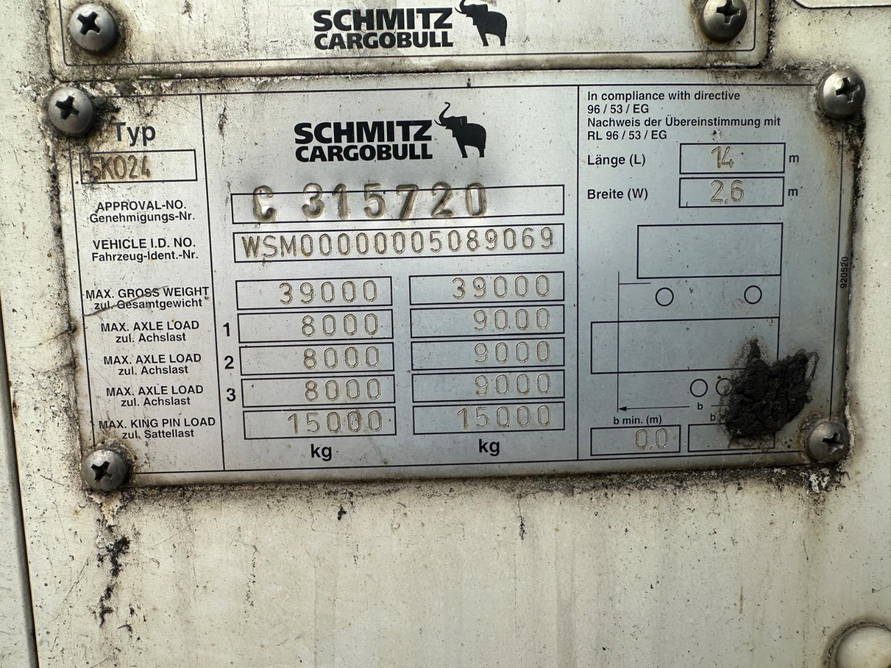 SCHMITZ
CARGOBULL
Typ
SKO24
APPROVAL-NO.
Genehmigungs-Nr.
C 315720
VEHICLE I.D. NO.
Fahrzeug-Ident.-Nr.
WSM00000005089069
MAX. GROSS WEIGHT
zul. Gesamtgewicht
39000 39000
MAX. AXLE LOAD
zul. Achslast
1 8000 9000
MAX. AXLE LOAD
zul. Achslast
2 8000 9000
MAX. AXLE LOAD
zul. Achslast
3 8000 9000
MAX. KING PIN LOAD
zul. Sattellast
15000 15000
kg kg
SCHMITZ
CARGOBULL
In compliance with directive
96 / 53 / EG
Nachweis der Übereinstimmung mit
RL 96 / 53 / EG
Länge (L) 14 m
Breite (W) 2,6 m
b
b min. (m)
0.0
920520